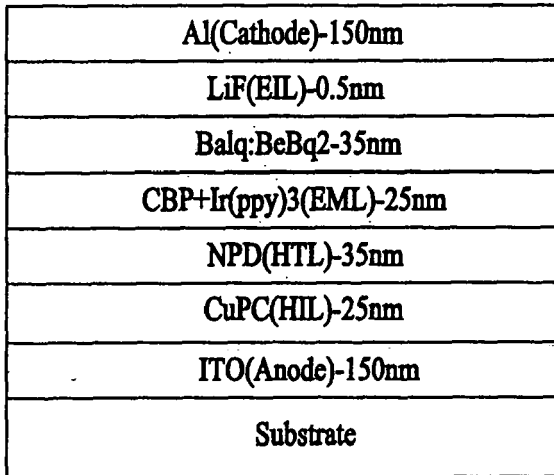 Al(Cathode)-150nm
LiF(EIL)-0.5nm
Balq:BeBq2-35nm
CBP+Ir(ppy)3(EML)-25nm
NPD(HTL)-35nm
CuPC(HIL)-25nm
ITO(Anode)-150nm
Substrate